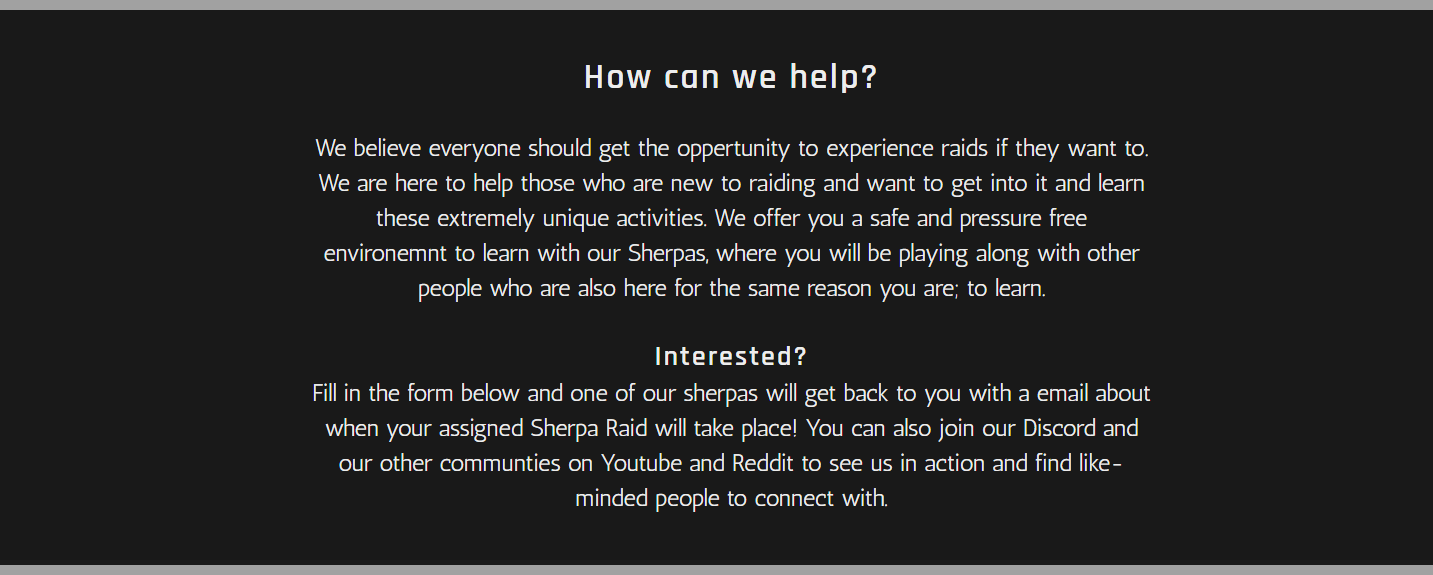 How can we help?
We believe everyone should get the oppertunity to experience raids if they want to.
We are here to help those who are new to raiding and want to get into it and learn
these extremely unique activities. We offer you a safe and pressure free
environemnt to learn with our Sherpas, where you will be playing along with other
people who are also here for the same reason you are; to learn.
Interested?
Fill in the form below and one of our sherpas will get back to you with a email about
when your assigned Sherpa Raid will take place! You can also join our Discord and
our other communties on Youtube and Reddit to see us in action and find like-
minded people to connect with.